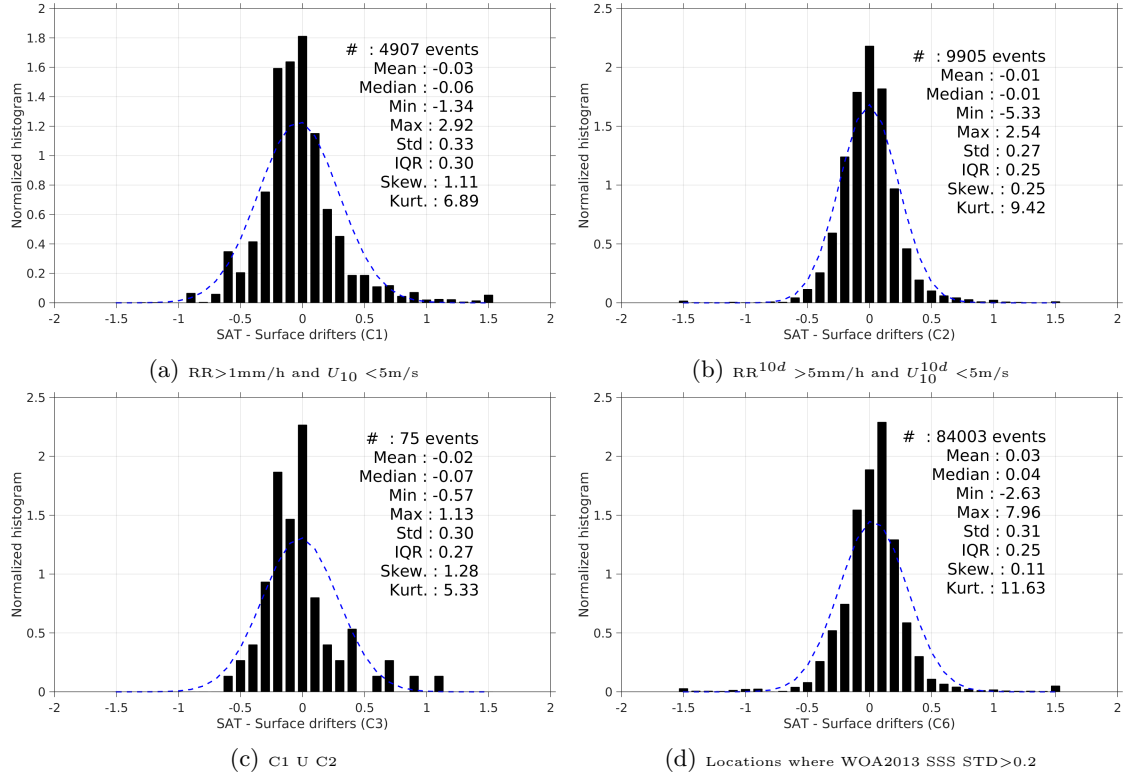 2
1.8
1.6
1.4
1.2
1
0.8
0.6
0.4
0.2
0
-2
-1.5
-1
-0.5
0
0.5
1
1.5
2
Normalized histogram
SAT - Surface drifters (C1)
# : 4907 events
Mean : -0.03
Median : -0.06
Min : -1.34
Max : 2.92
Std : 0.33
IQR : 0.30
Skew. : 1.11
Kurt. : 6.89
(a) RR>1mm/h and U10 <5m/s
2.5
2
1.5
1
0.5
0
-2
-1.5
-1
-0.5
0
0.5
1
1.5
2
Normalized histogram
SAT - Surface drifters (C2)
# : 9905 events
Mean : -0.01
Median : -0.01
Min : -5.33
Max : 2.54
Std : 0.27
IQR : 0.25
Skew. : 0.25
Kurt. : 9.42
(b) RR10d >5mm/h and U10 10d <5m/s
2.5
2
1.5
1
0.5
0
-2
-1.5
-1
-0.5
0
0.5
1
1.5
2
Normalized histogram
SAT - Surface drifters (C3)
# : 75 events
Mean : -0.02
Median : -0.07
Min : -0.57
Max : 1.13
Std : 0.30
IQR : 0.27
Skew. : 1.28
Kurt. : 5.33
(c) C1 U C2
2.5
2
1.5
1
0.5
0
-2
-1.5
-1
-0.5
0
0.5
1
1.5
2
Normalized histogram
SAT - Surface drifters (C6)
# : 84003 events
Mean : 0.03
Median : 0.04
Min : -2.63
Max : 7.96
Std : 0.31
IQR : 0.25
Skew. : 0.11
Kurt. : 11.63
(d) Locations where WOA2013 SSS STD>0.2